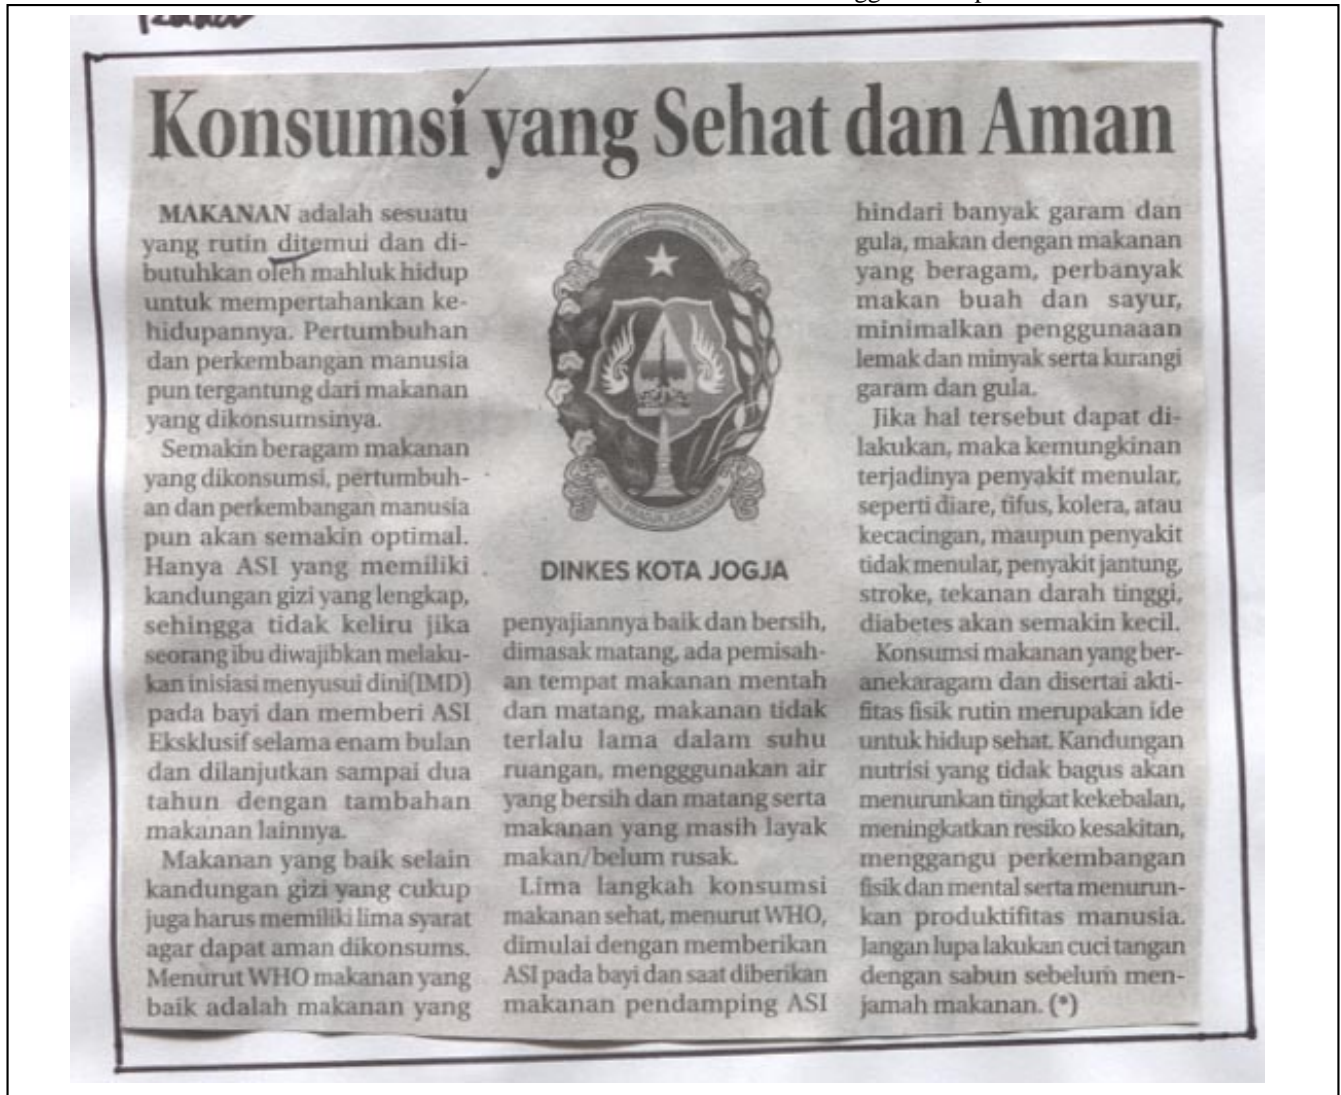 Konsumsi yang Sehat dan Aman
MAKANAN adalah sesuatu
yang rutin ditemui dan di-
butuhkan oleh mahluk hidup
untuk mempertahankan ke-
hidupannya. Pertumbuhan
dan perkembangan manusia
pun tergantung dari makanan
yang dikonsumsinya.
Semakin beragam makanan
yang dikonsumsi, pertumbuh-
an dan perkembangan manusia
pun akan semakin optimal.
Hanya ASI yang memiliki
kandungan gizi yang lengkap,
sehingga tidak keliru jika
seorang ibu diwajibkan melaku-
kan inisiasi menyusui dini(IMD)
pada bayi dan memberi ASI
Eksklusif selama enam bulan
dan dilanjutkan sampai dua
tahun dengan tambahan
makanan lainnya.
Makanan yang baik selain
kandungan gizi yang cukup
juga harus memiliki lima syarat
agar dapat aman dikonsums.
Menurut WHO makanan yang
baik adalah makanan yang
DINKES KOTA JOGJA
penyajiannya baik dan bersih,
dimasak matang, ada pemisah-
an tempat makanan mentah
dan matang, makanan tidak
terlalu lama dalam suhu
ruangan, mengggunakan air
yang bersih dan matang serta
makanan yang masih layak
makan/belum rusak.
Lima langkah konsumsi
makanan sehat, menurut WHO,
dimulai dengan memberikan
ASI pada bayi dan saat diberikan
makanan pendamping ASI
hindari banyak garam dan
gula, makan dengan makanan
yang beragam, perbanyak
makan buah dan sayur,
minimalkan penggunaaan
lemak dan minyak serta kurangi
garam dan gula.
Jika hal tersebut dapat di-
lakukan, maka kemungkinan
terjadinya penyakit menular,
seperti diare, tifus, kolera, atau
kecacingan, maupun penyakit
tidak menular, penyakit jantung,
stroke, tekanan darah tinggi,
diabetes akan semakin kecil.
Konsumsi makanan yang ber-
anekaragam dan disertai akti-
fitas fisik rutin merupakan ide
untuk hidup sehat. Kandungan
nutrisi yang tidak bagus akan
menurunkan tingkat kekebalan,
meningkatkan resiko kesakitan,
menggangu perkembangan
fisik dan mental serta menurun-
kan produktifitas manusia.
Jangan lupa lakukan cuci tangan
dengan sabun sebelum men-
jamah makanan. (*)